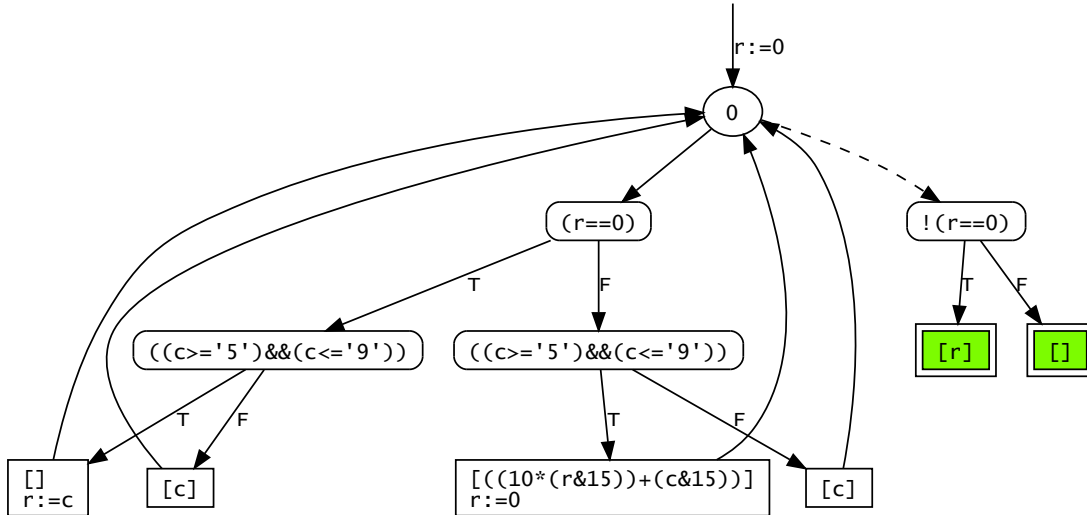 r:=0
0
(r==0)
!(r==0)
T
F
T
F
((c>='5')&&(c<='9'))
((c>='5')&&(c<='9'))
[r]
[]
T
F
T
F
[]
r:=c
[c]
[((10*(r&15))+(c&15))]
r:=0
[c]